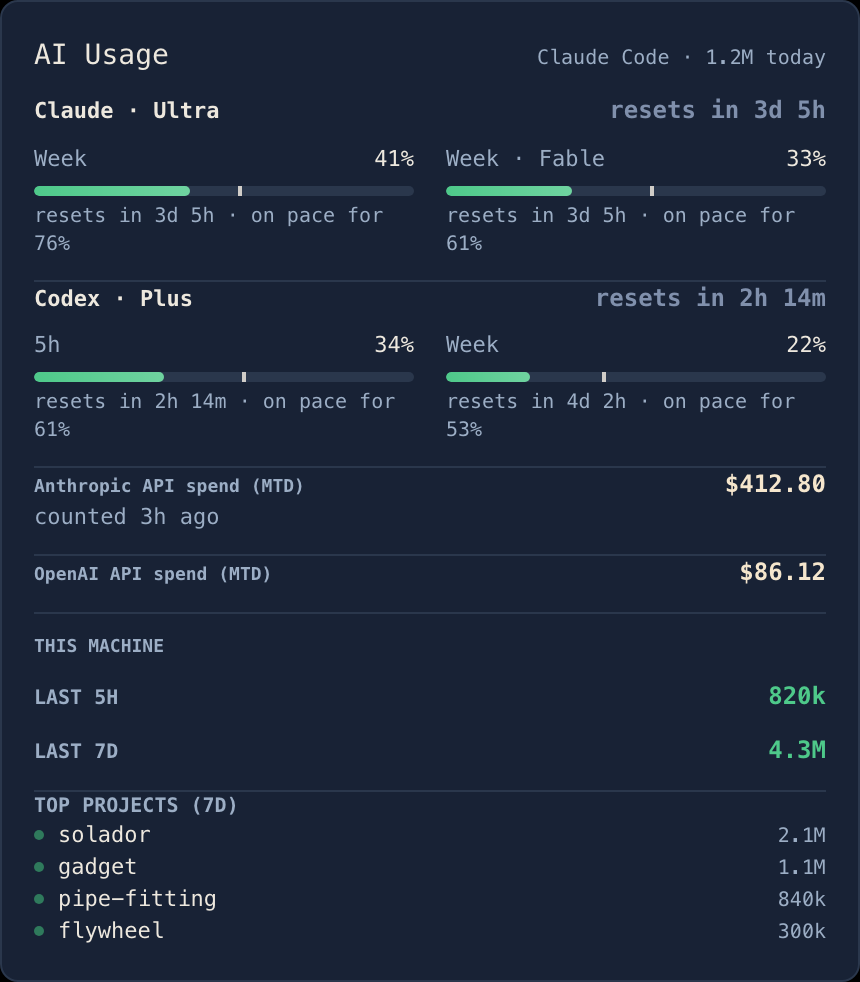 AI Usage
Claude Code · 1.2M today
Claude · Ultra
resets in 3d 5h
Week 41%
resets in 3d 5h · on pace for
76%
Week · Fable 33%
resets in 3d 5h · on pace for
61%
Codex · Plus
resets in 2h 14m
5h 34%
resets in 2h 14m · on pace for
61%
Week 22%
resets in 4d 2h · on pace for
53%
Anthropic API spend (MTD) $412.80
counted 3h ago
OpenAI API spend (MTD) $86.12
THIS MACHINE
LAST 5H 820k
LAST 7D 4.3M
TOP PROJECTS (7D)
solador 2.1M
gadget 1.1M
pipe-fitting 840k
flywheel 300k